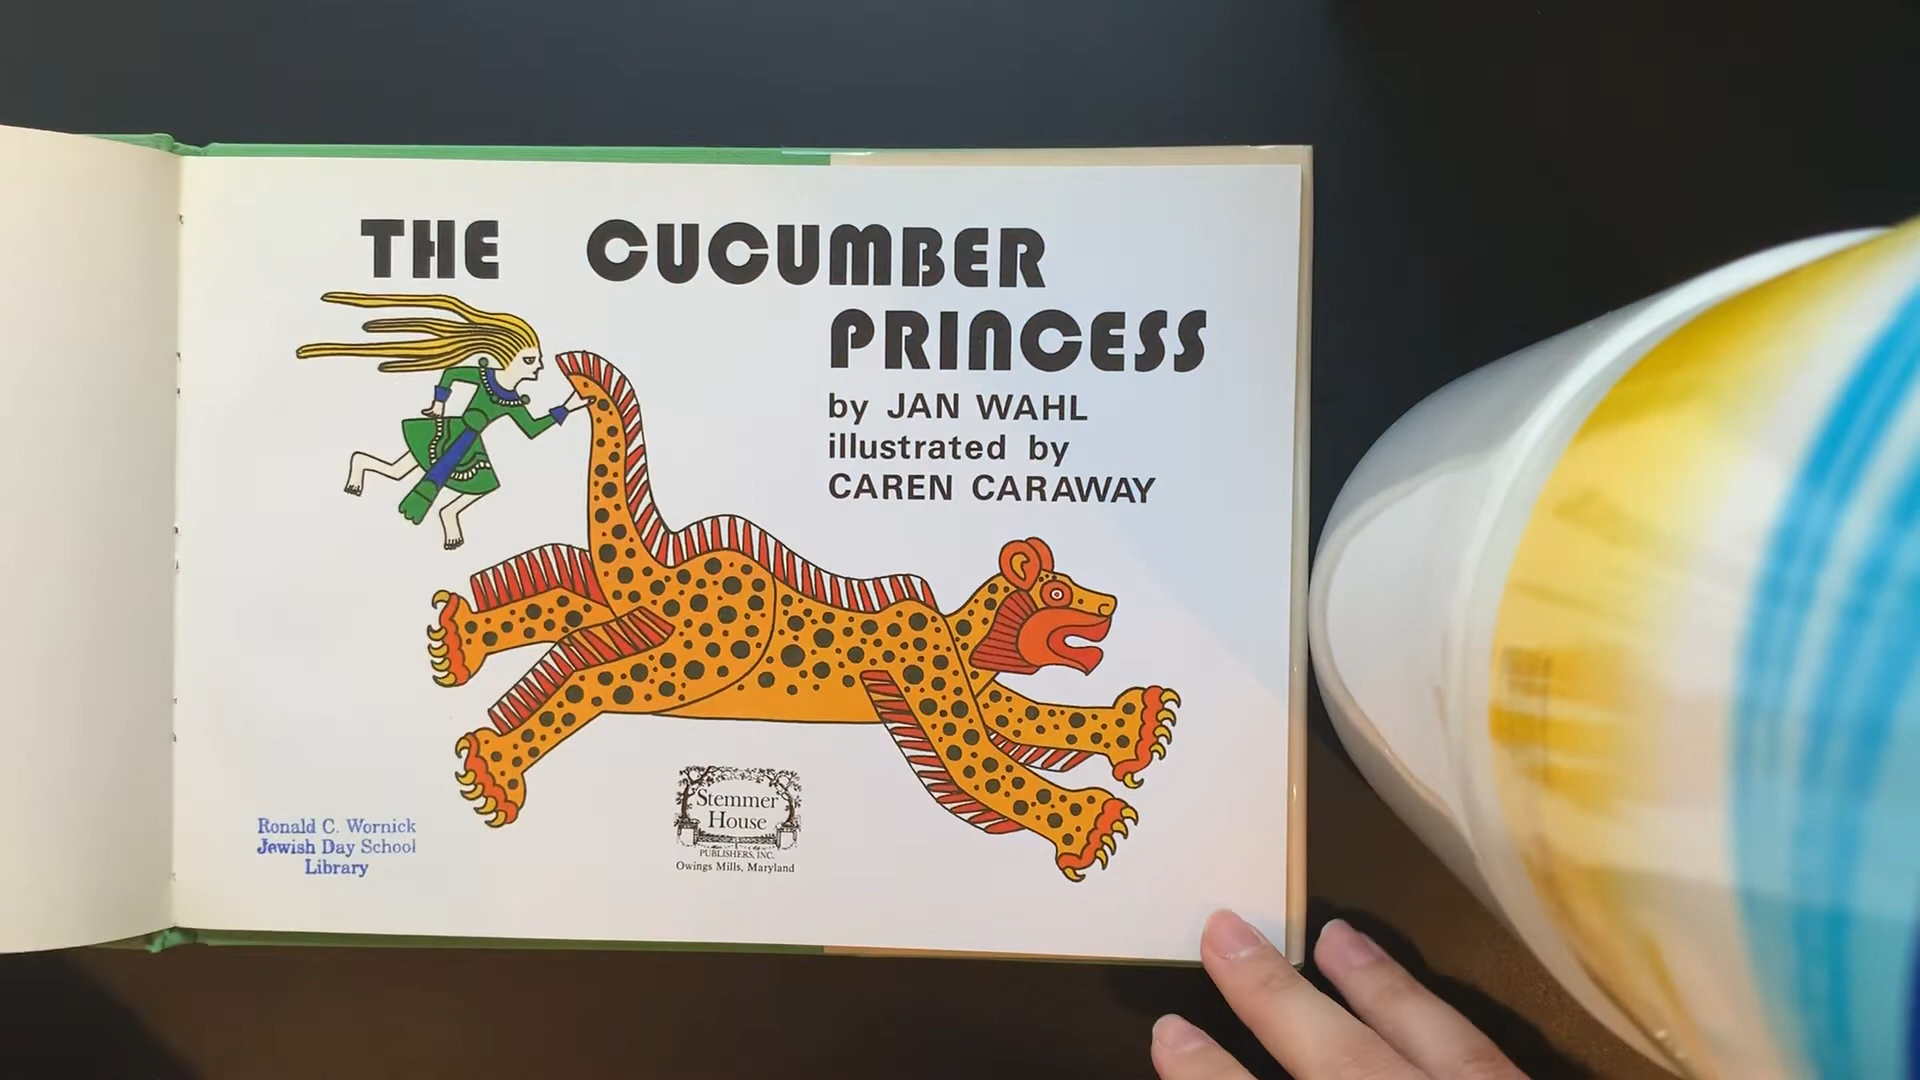 THE CUCUMBER
PRINCESS
by JAN WAHL
illustrated by
CAREN CARAWAY
Stemmer
House
PUBLISHERS, INC.
Owings Mills, Maryland
Ronald C. Wornick
Jewish Day School
Library